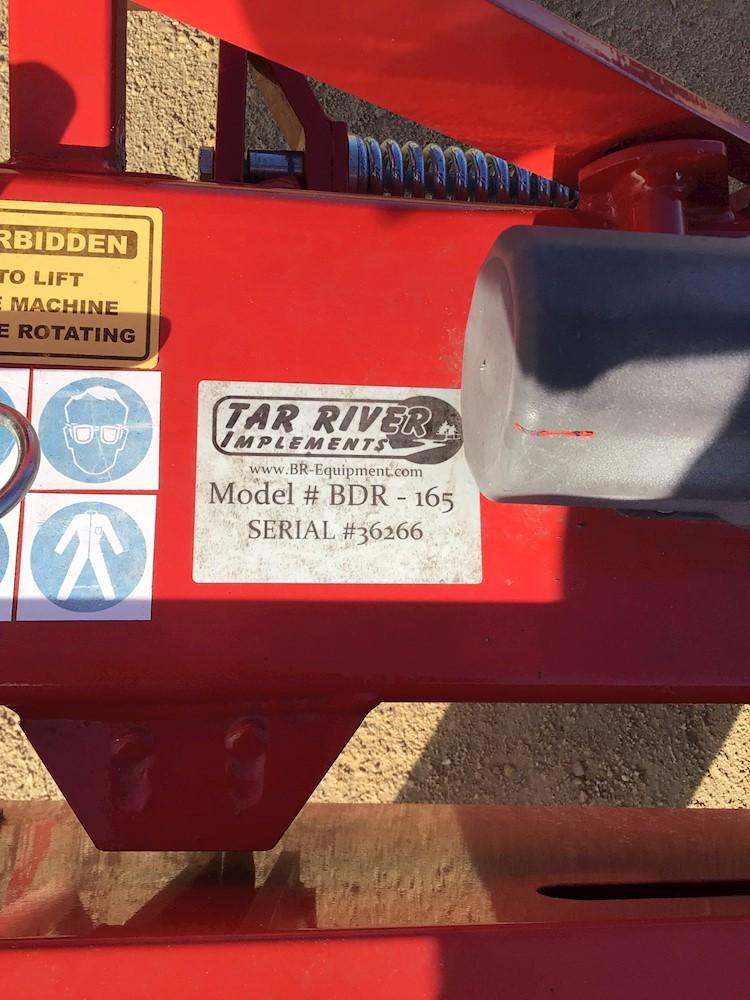 RBIDDEN
TO LIFT
E MACHINE
E ROTATING
TAR RIVER
IMPLEMENTS
www.BR-Equipment.com
Model # BDR - 165
SERIAL #36266